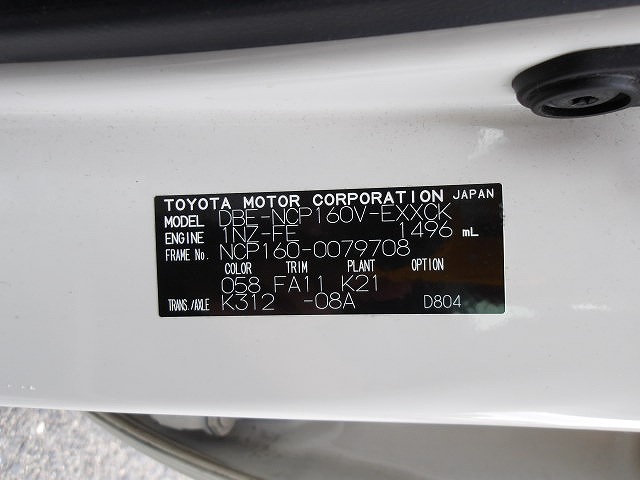 TOYOTA MOTOR CORPORATION JAPAN
MODEL DBE-NCP160V-EXXCK
ENGINE 1NZ-FE 1496 mL
FRAME No. NCP160-0079708
COLOR TRIM PLANT OPTION
058 FA11 K21
TRANS./AXLE K312 -08A D804